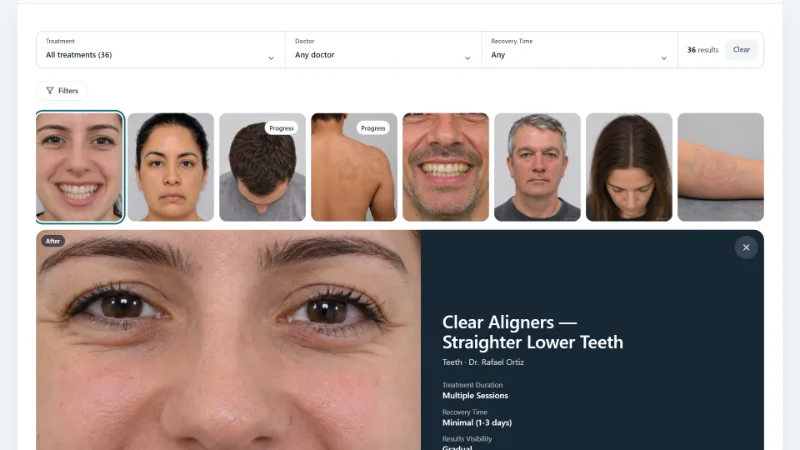 Treatment
All treatments (36)
Doctor
Any doctor
Recovery Time
Any
36 results
Clear
Filters
Progress
Progress
After
Clear Aligners —
Straighter Lower Teeth
Teeth · Dr. Rafael Ortiz
Treatment Duration
Multiple Sessions
Recovery Time
Minimal (1-3 days)
Results Visibility
Gradual